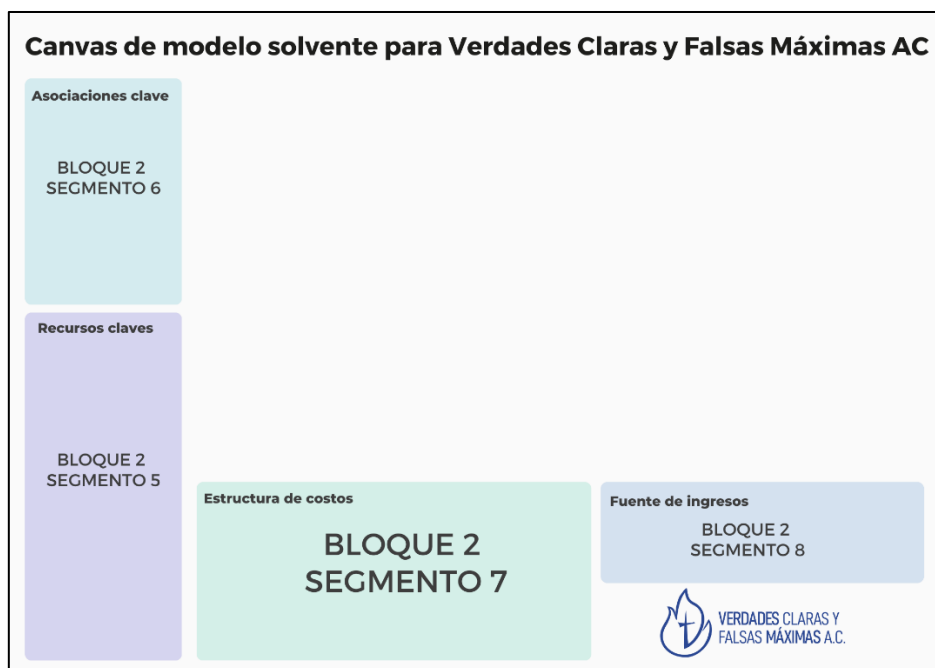 Canvas de modelo solvente para Verdades Claras y Falsas Máximas AC
Asociaciones clave
BLOQUE 2
SEGMENTO 6
Recursos claves
BLOQUE 2
SEGMENTO 5
Estructura de costos
BLOQUE 2
SEGMENTO 7
Fuente de ingresos
BLOQUE 2
SEGMENTO 8
VERDADES CLARAS Y
FALSAS MÁXIMAS A.C.